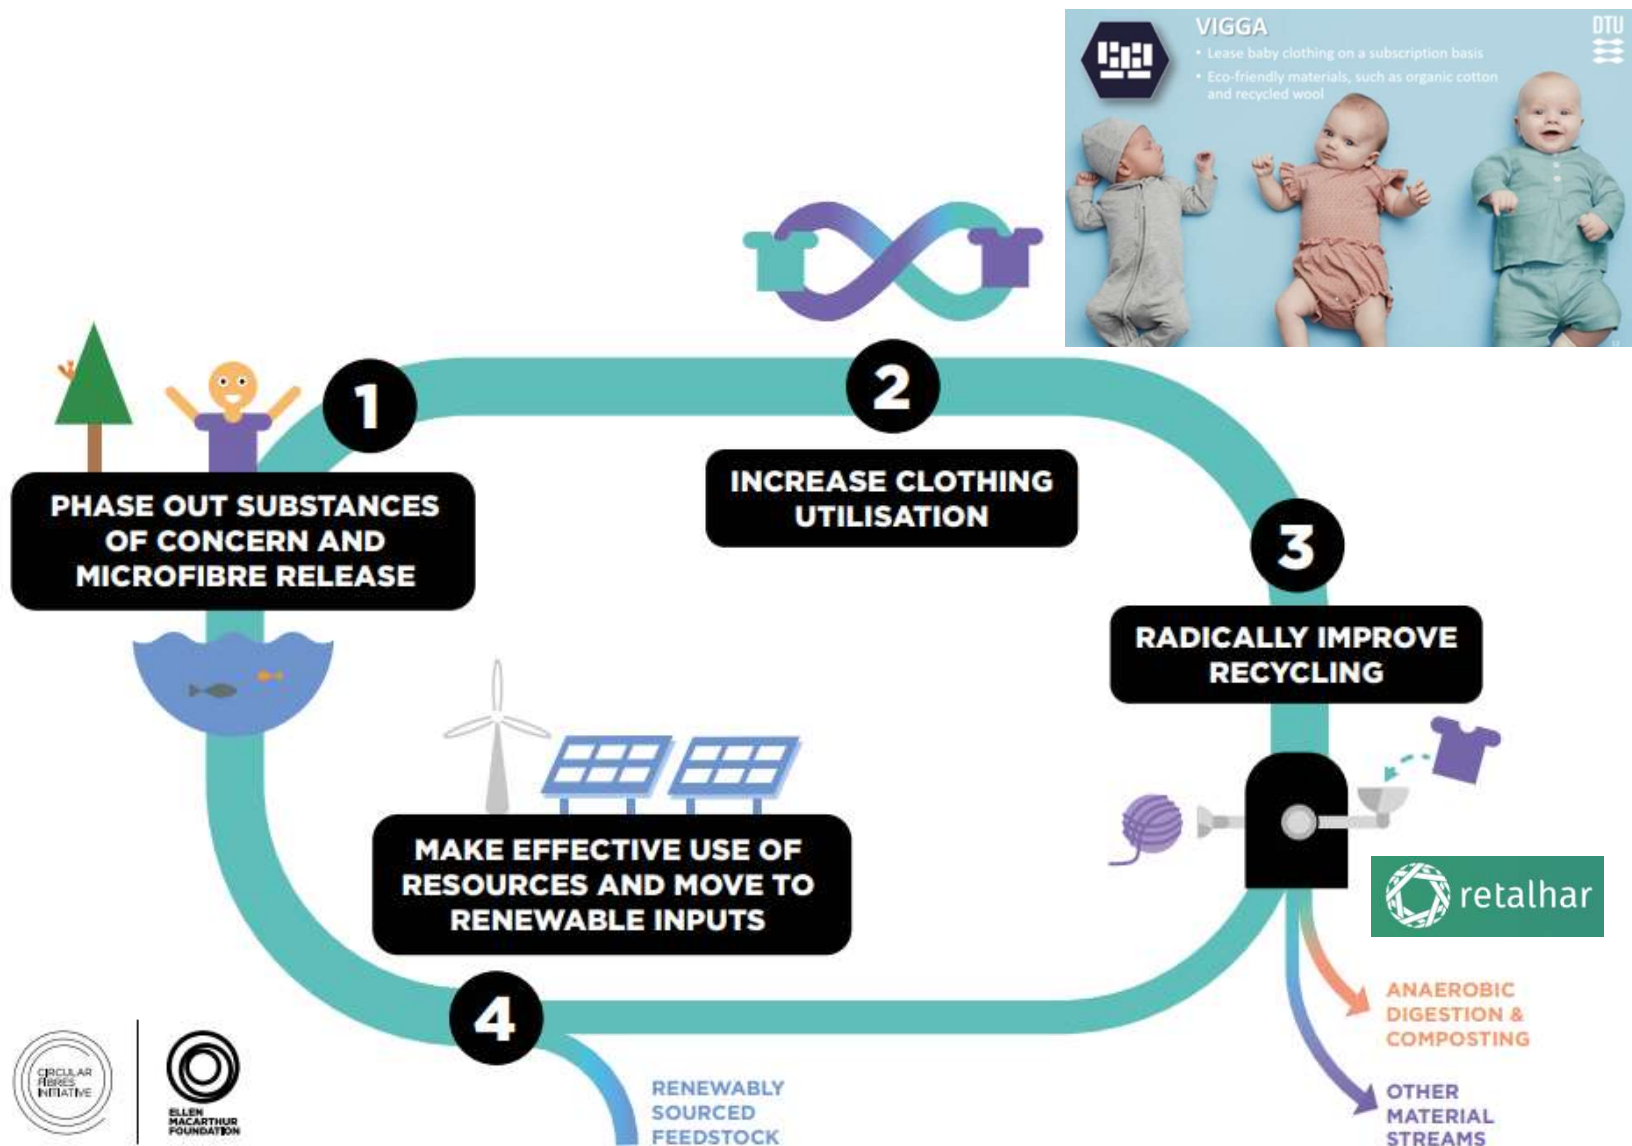 VIGGA
• Lease baby clothing on a subscription basis
• Eco-friendly materials, such as organic cotton
and recycled wool
DTU
12
1
PHASE OUT SUBSTANCES
OF CONCERN AND
MICROFIBRE RELEASE
2
INCREASE CLOTHING
UTILISATION
3
RADICALLY IMPROVE
RECYCLING
MAKE EFFECTIVE USE OF
RESOURCES AND MOVE TO
RENEWABLE INPUTS
4
retalhar
ANAEROBIC
DIGESTION &
COMPOSTING
OTHER
MATERIAL
STREAMS
RENEWABLY
SOURCED
FEEDSTOCK
CIRCULAR
FIBRES
INITIATIVE
ELLEN
MACARTHUR
FOUNDATION